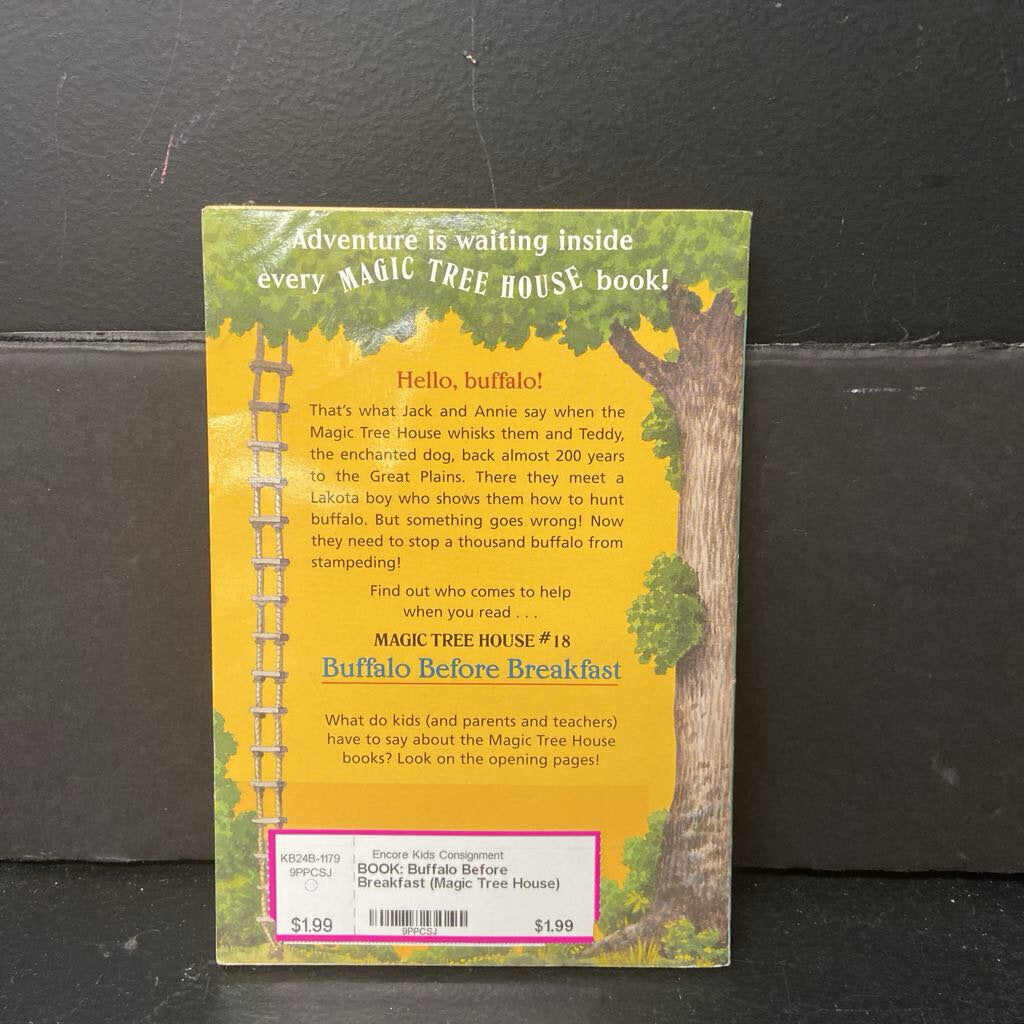 Adventure is waiting inside
every MAGIC TREE HOUSE book!
Hello, buffalo!
That's what Jack and Annie say when the
Magic Tree House whisks them and Teddy,
the enchanted dog, back almost 200 years
to the Great Plains. There they meet a
Lakota boy who shows them how to hunt
buffalo. But something goes wrong! Now
they need to stop a thousand buffalo from
stampeding!
Find out who comes to help
when you read . . .
MAGIC TREE HOUSE #18
Buffalo Before Breakfast
What do kids (and parents and teachers)
have to say about the Magic Tree House
books? Look on the opening pages!
KB24B-1179
9PPCSJ
$1.99
Encore Kids Consignment
BOOK: Buffalo Before
Breakfast (Magic Tree House)
9PPCSJ
$1.99